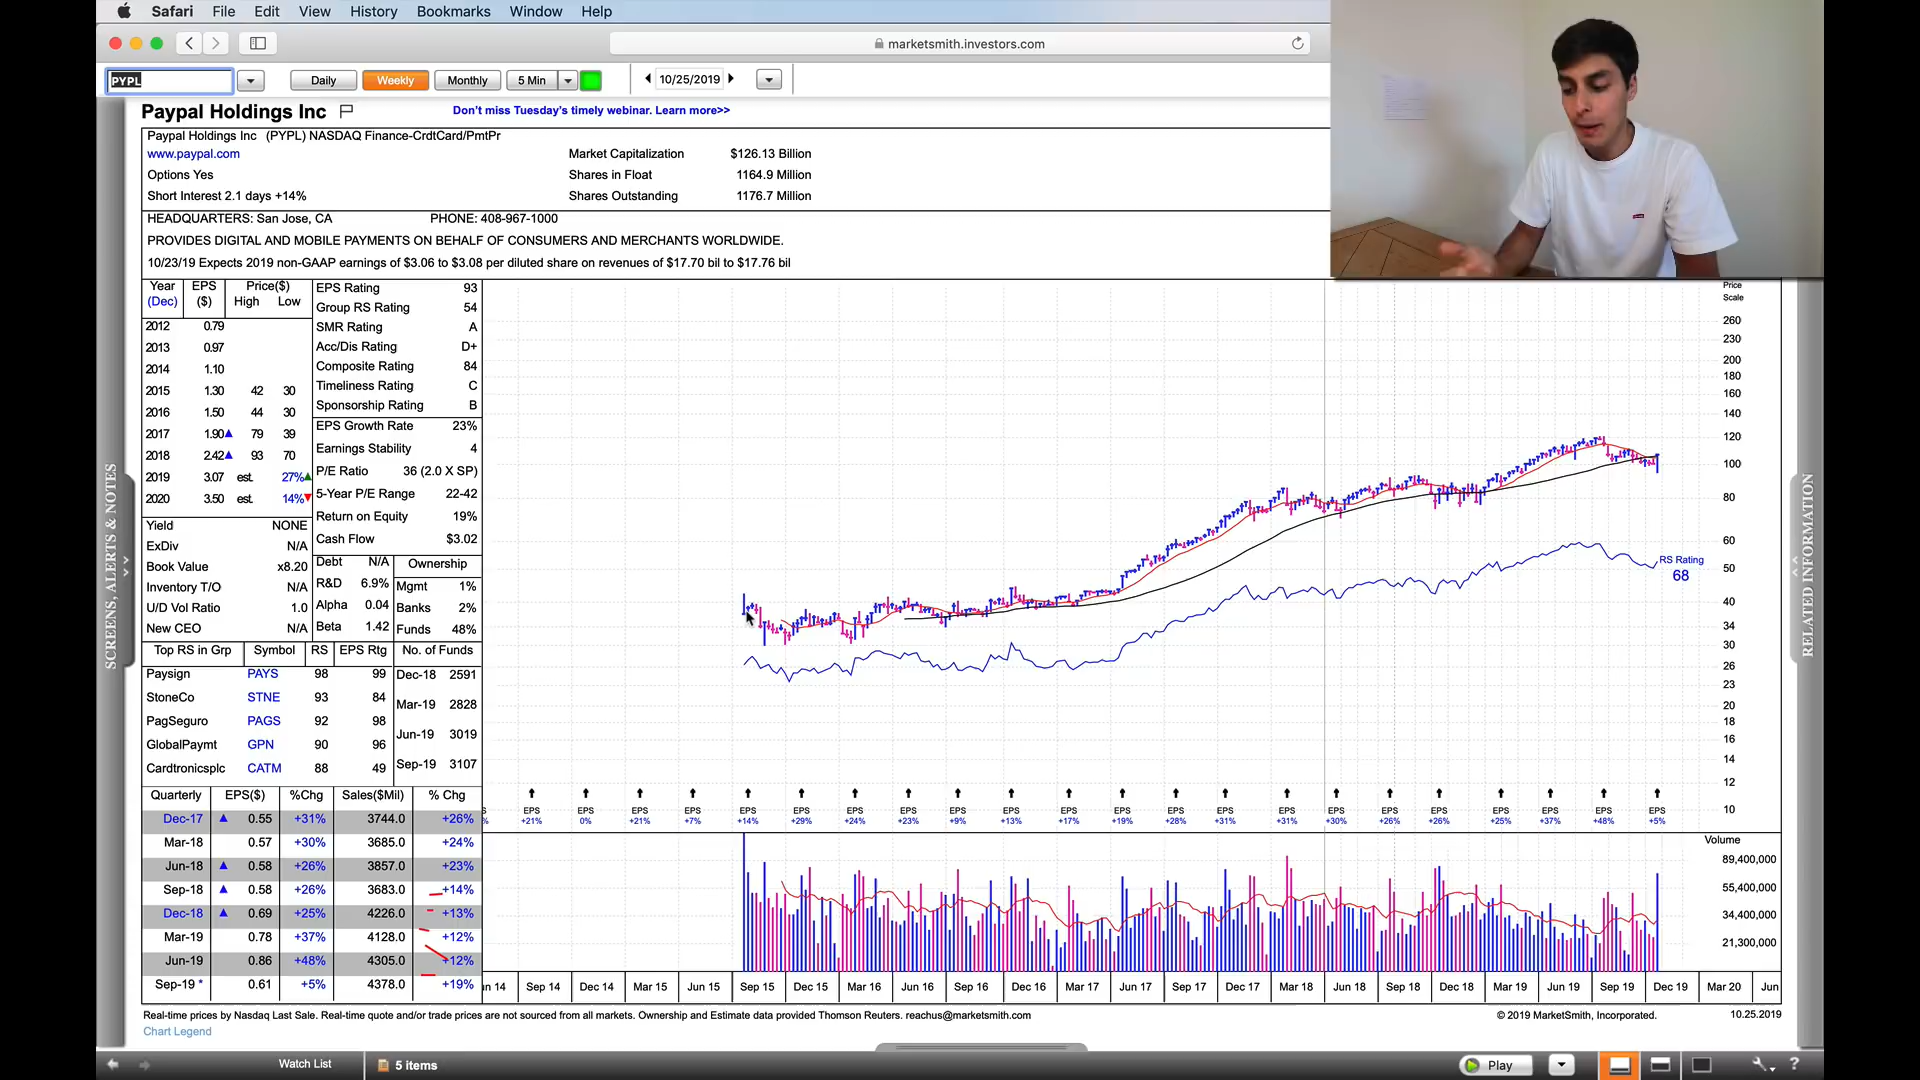 Safari File Edit View History Bookmarks Window Help
marketsmith.investors.com
PYPL Daily Weekly Monthly 5 Min 10/25/2019
Paypal Holdings Inc Don't miss Tuesday's timely webinar. Learn more>>
Paypal Holdings Inc (PYPL) NASDAQ Finance-CrdtCard/PmtPr
www.paypal.com Market Capitalization $126.13 Billion
Options Yes Shares in Float 1164.9 Million
Short Interest 2.1 days +14% Shares Outstanding 1176.7 Million
HEADQUARTERS: San Jose, CA PHONE: 408-967-1000
PROVIDES DIGITAL AND MOBILE PAYMENTS ON BEHALF OF CONSUMERS AND MERCHANTS WORLDWIDE.
10/23/19 Expects 2019 non-GAAP earnings of $3.06 to $3.08 per diluted share on revenues of $17.70 bil to $17.76 bil
Year EPS Price($)
(Dec) ($) High Low
2012 0.79
2013 0.97
2014 1.10
2015 1.30 42 30
2016 1.50 44 30
2017 1.90 79 39
2018 2.42 93 70
2019 3.07 est. 27%
2020 3.50 est. 14%
Yield NONE
ExDiv N/A
Book Value x8.20
Inventory T/O N/A
U/D Vol Ratio 1.0
New CEO N/A
EPS Rating 93
Group RS Rating 54
SMR Rating A
Acc/Dis Rating D+
Composite Rating 84
Timeliness Rating C
Sponsorship Rating B
EPS Growth Rate 23%
Earnings Stability 4
P/E Ratio 36 (2.0 X SP)
5-Year P/E Range 22-42
Return on Equity 19%
Cash Flow $3.02
Debt N/A
R&D 6.9%
Alpha 0.04
Beta 1.42
Ownership
Mgmt 1%
Banks 2%
Funds 48%
Top RS in Grp Symbol RS EPS Rtg
Paysign PAYS 98 99
StoneCo STNE 93 84
PagSeguro PAGS 92 98
GlobalPaymt GPN 90 96
Cardtronicsplc CATM 88 49
No. of Funds
Dec-18 2591
Mar-19 2828
Jun-19 3019
Sep-19 3107
Quarterly EPS($) %Chg Sales($Mil) % Chg
Dec-17 0.55 +31% 3744.0 +26%
Mar-18 0.57 +30% 3685.0 +24%
Jun-18 0.58 +26% 3857.0 +23%
Sep-18 0.58 +26% 3683.0 +14%
Dec-18 0.69 +25% 4226.0 +13%
Mar-19 0.78 +37% 4128.0 +12%
Jun-19 0.86 +48% 4305.0 +12%
Sep-19 * 0.61 +5% 4378.0 +19%
Price
Scale
260
230
200
180
160
140
120
100
80
60
50
40
34
30
26
23
20
18
16
14
12
10
RS Rating
68
EPS EPS EPS EPS EPS EPS EPS EPS EPS EPS EPS EPS EPS EPS EPS EPS EPS EPS EPS EPS EPS EPS
% +21% 0% +21% +7% +14% +29% +24% +23% +9% +13% +17% +19% +28% +31% +31% +30% +26% +26% +25% +37% +48% +5%
Volume
89,400,000
55,400,000
34,400,000
21,300,000
un 14 Sep 14 Dec 14 Mar 15 Jun 15 Sep 15 Dec 15 Mar 16 Jun 16 Sep 16 Dec 16 Mar 17 Jun 17 Sep 17 Dec 17 Mar 18 Jun 18 Sep 18 Dec 18 Mar 19 Jun 19 Sep 19 Dec 19 Mar 20 Jun
Real-time prices by Nasdaq Last Sale. Real-time quote and/or trade prices are not sourced from all markets. Ownership and Estimate data provided Thomson Reuters. reachus@marketsmith.com © 2019 MarketSmith, Incorporated. 10.25.2019
Chart Legend
SCREENS, ALERTS & NOTES
RELATED INFORMATION
Watch List 5 items Play ?